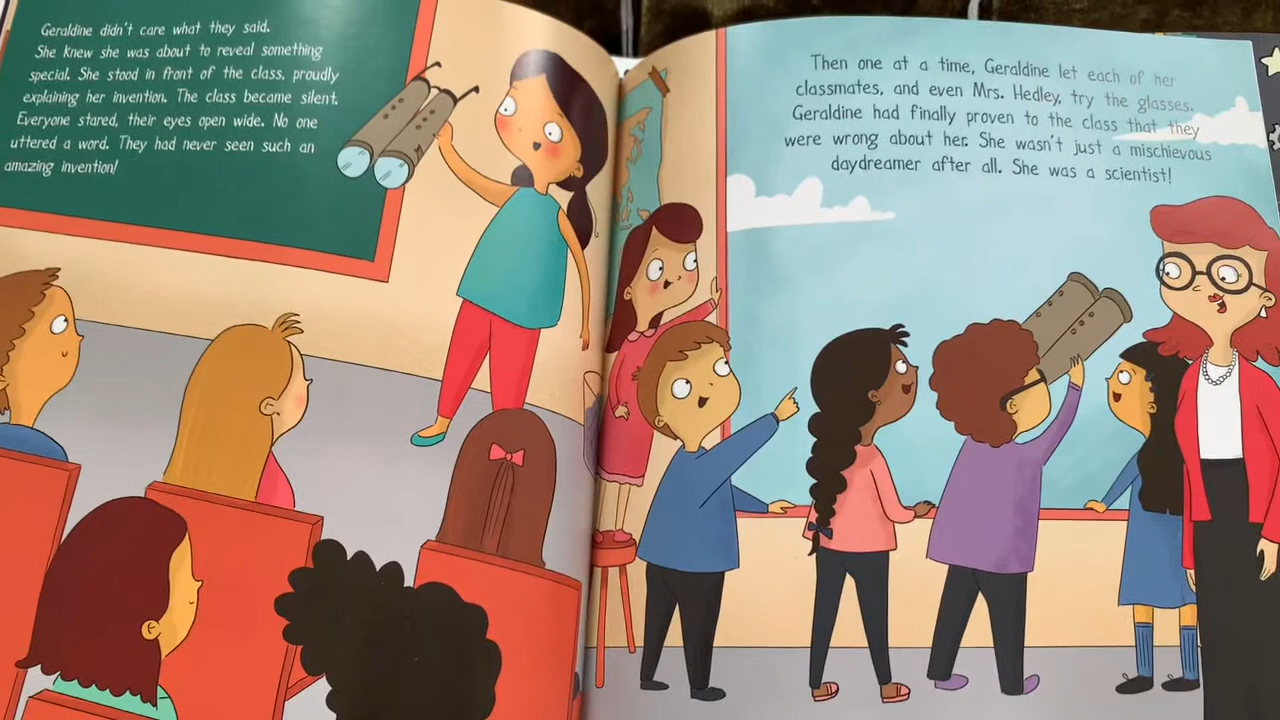 Geraldine didn't care what they said.
She knew she was about to reveal something
special. She stood in front of the class, proudly
explaining her invention. The class became silent.
Everyone stared, their eyes open wide. No one
uttered a word. They had never seen such an
amazing invention!
Then one at a time, Geraldine let each of her
classmates, and even Mrs. Hedley, try the glasses.
Geraldine had finally proven to the class that they
were wrong about her. She wasn't just a mischievous
daydreamer after all. She was a scientist!